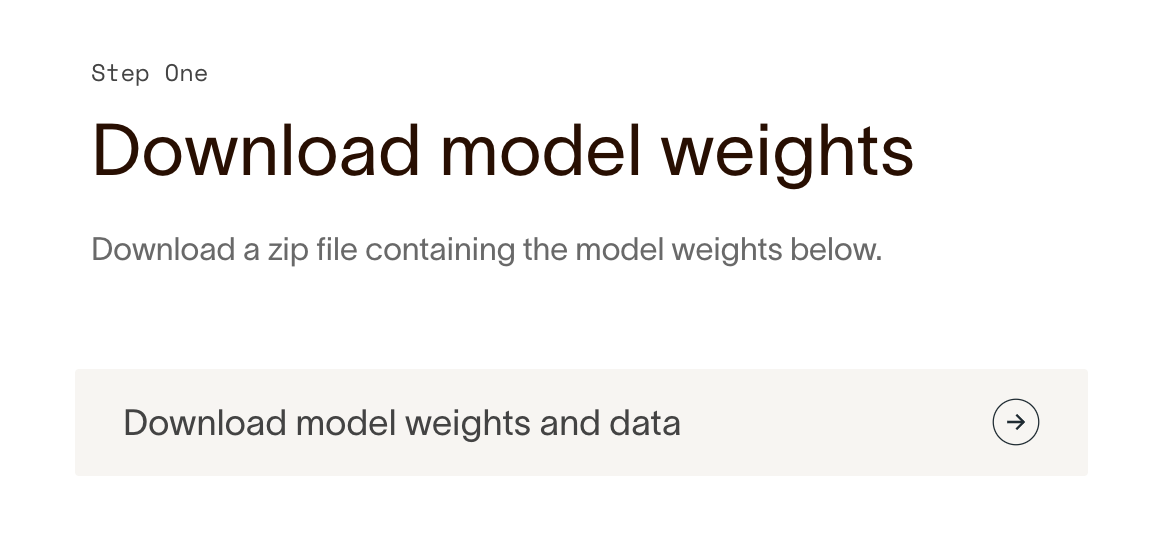 Step One
Download model weights
Download a zip file containing the model weights below.
Download model weights and data